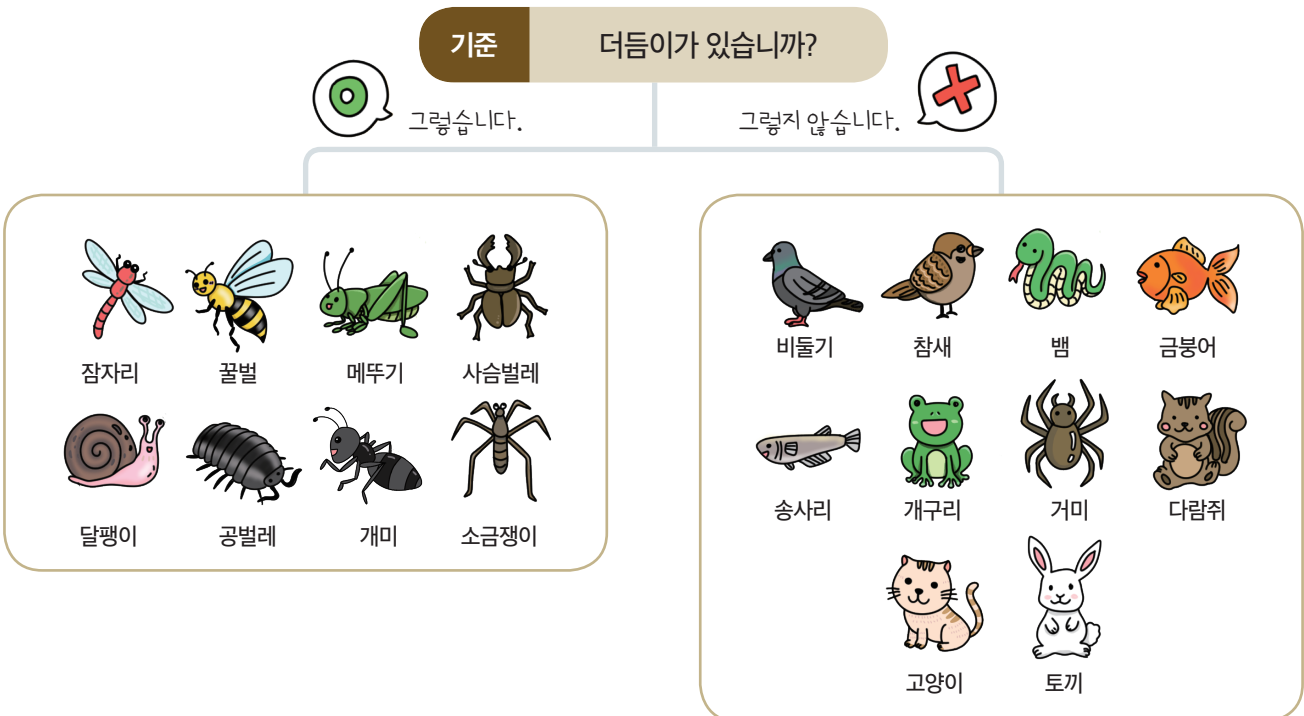 기준 더듬이가 있습니까?
그렇습니다. 그렇지 않습니다.
잠자리 꿀벌 메뚜기 사슴벌레
달팽이 공벌레 개미 소금쟁이
비둘기 참새 뱀 금붕어
송사리 개구리 거미 다람쥐
고양이 토끼